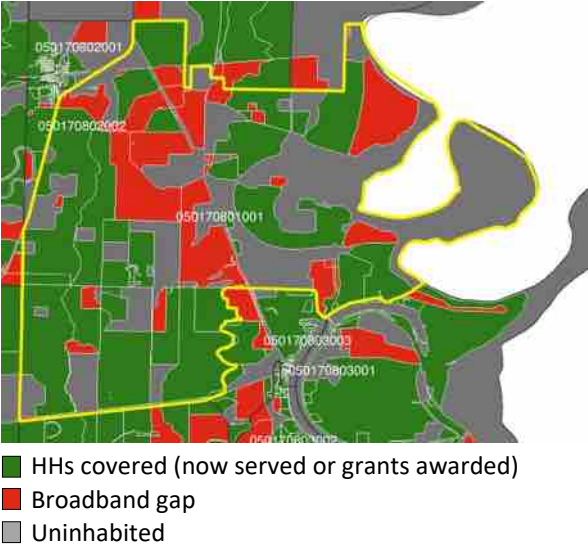 050170802001
050170802002
050170801001
050170803003
050170803001
050170803002
HHs covered (now served or grants awarded)
Broadband gap
Uninhabited